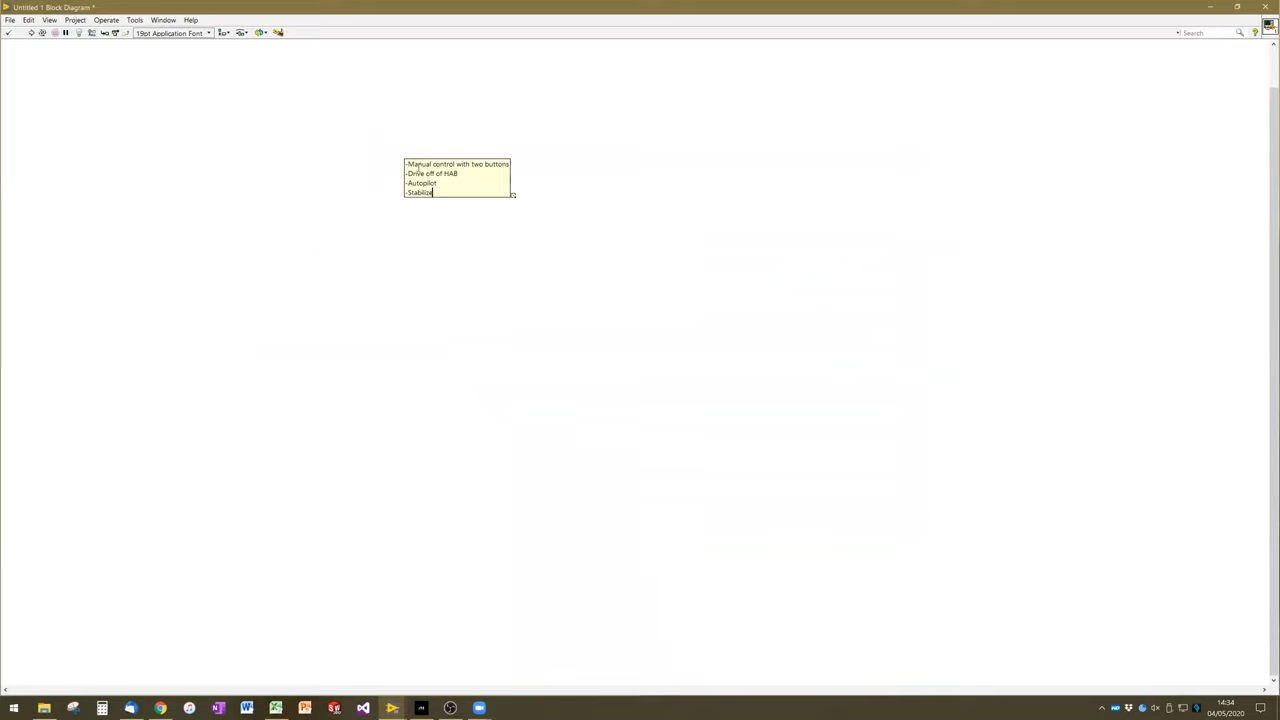 Untitled 1 Block Diagram *
File Edit View Project Operate Tools Window Help
19pt Application Font
Search
-Manual control with two buttons
-Drive off of HAB
-Autopilot
-Stabilize
14:34
04/05/2020